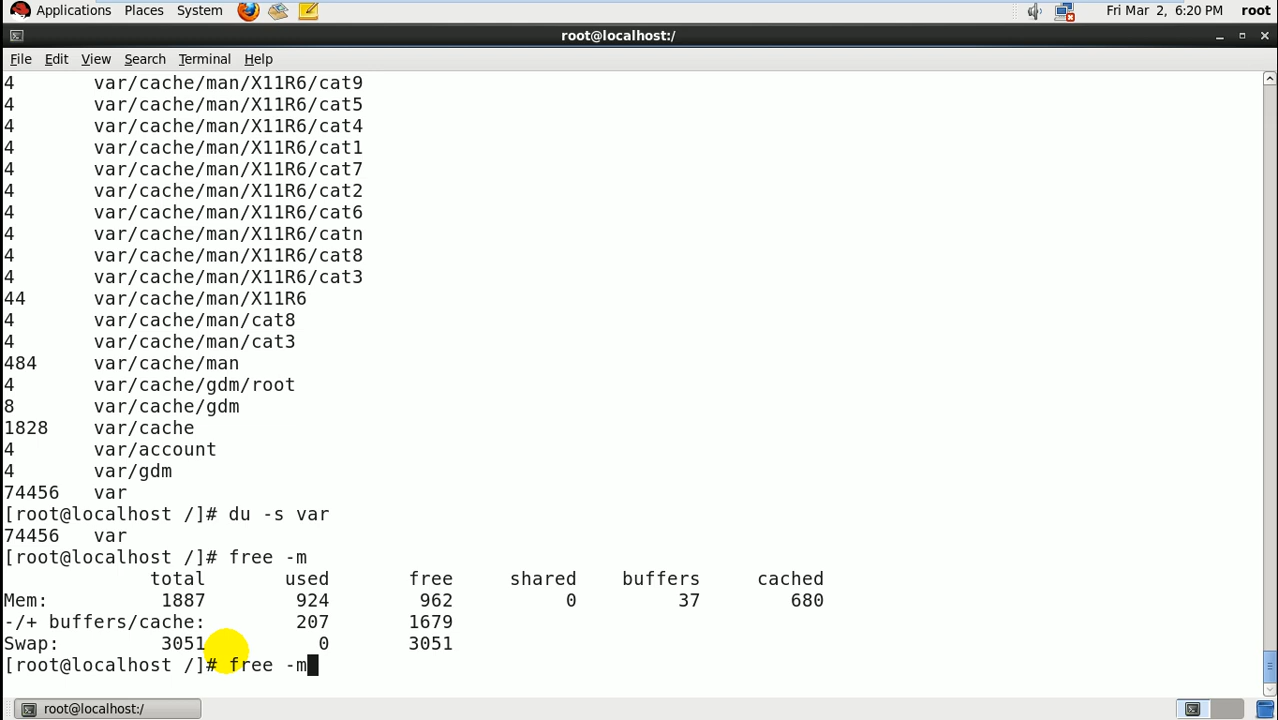 Applications Places System Fri Mar 2, 6:20 PM root
root@localhost:/
File Edit View Search Terminal Help
4 var/cache/man/X11R6/cat9
4 var/cache/man/X11R6/cat5
4 var/cache/man/X11R6/cat4
4 var/cache/man/X11R6/cat1
4 var/cache/man/X11R6/cat7
4 var/cache/man/X11R6/cat2
4 var/cache/man/X11R6/cat6
4 var/cache/man/X11R6/catn
4 var/cache/man/X11R6/cat8
4 var/cache/man/X11R6/cat3
44 var/cache/man/X11R6
4 var/cache/man/cat8
4 var/cache/man/cat3
484 var/cache/man
4 var/cache/gdm/root
8 var/cache/gdm
1828 var/cache
4 var/account
4 var/gdm
74456 var
[root@localhost /]# du -s var
74456 var
[root@localhost /]# free -m
total used free shared buffers cached
Mem: 1887 924 962 0 37 680
-/+ buffers/cache: 207 1679
Swap: 3051 0 3051
[root@localhost /]# free -m
root@localhost:/